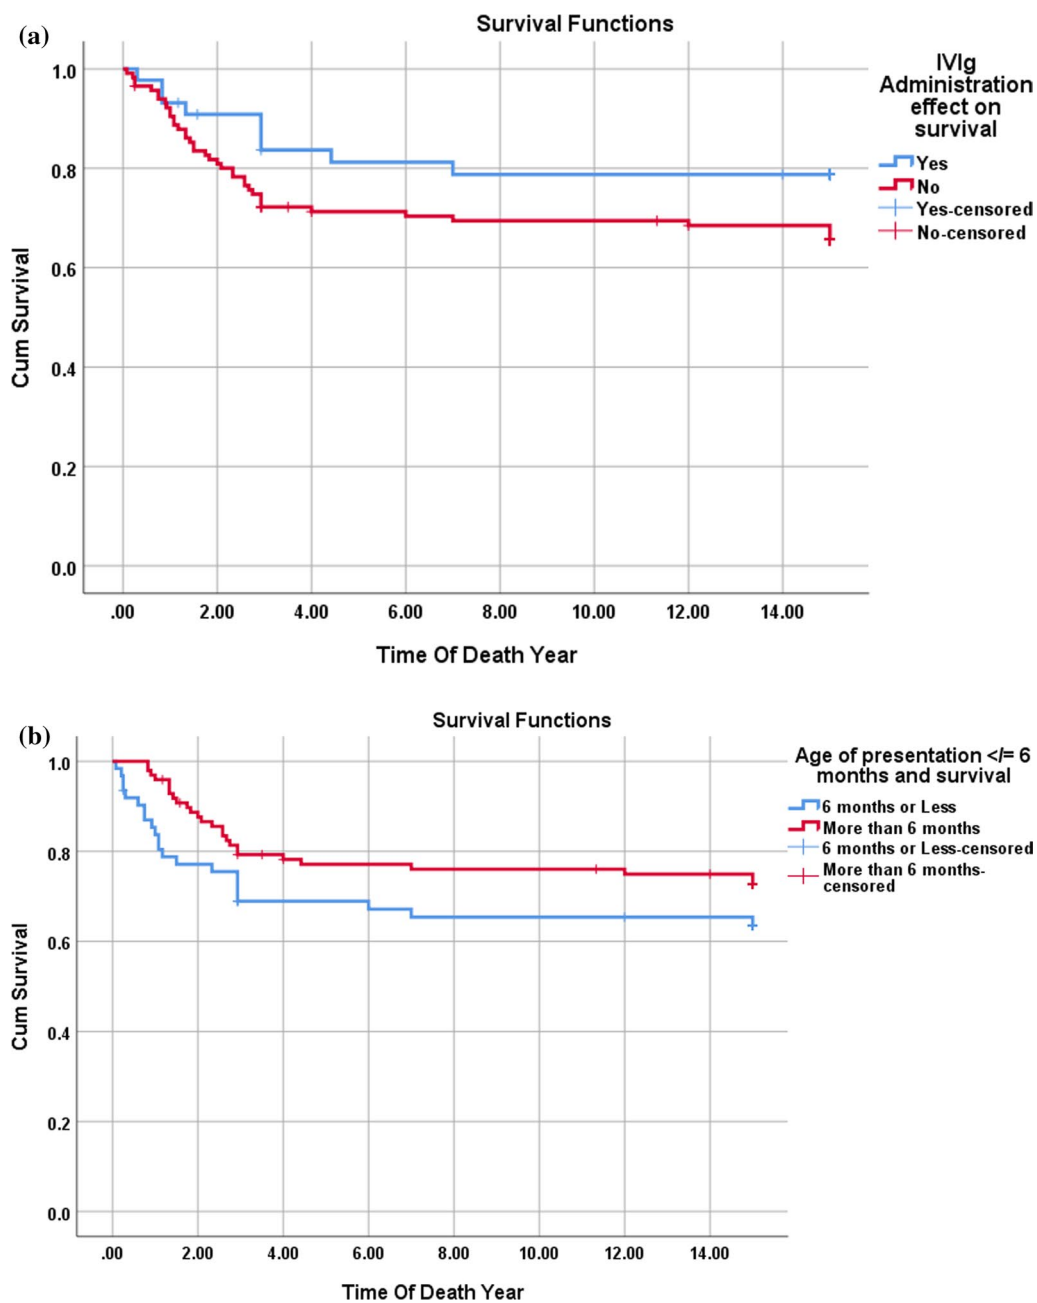 (a)
Survival Functions
1.0
0.8
0.6
0.4
0.2
0.0
Cum Survival
.00 2.00 4.00 6.00 8.00 10.00 12.00 14.00
Time Of Death Year
IVIg
Administration
effect on
survival
Yes
No
Yes-censored
No-censored
(b)
Survival Functions
1.0
0.8
0.6
0.4
0.2
0.0
Cum Survival
.00 2.00 4.00 6.00 8.00 10.00 12.00 14.00
Time Of Death Year
Age of presentation </= 6
months and survival
6 months or Less
More than 6 months
6 months or Less-censored
More than 6 months-
censored